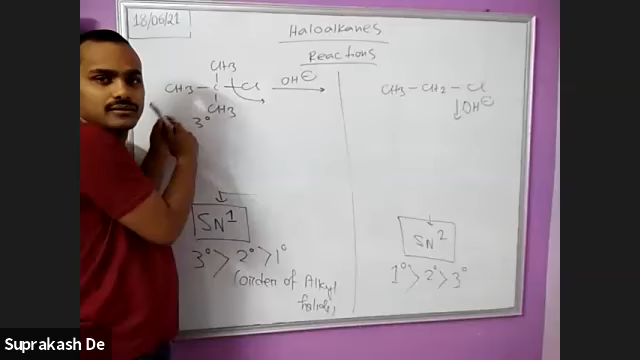 18/06/21
Haloalkanes
Reactions
CH3
CH3 - C - Cl
CH3
3°
OH⊖
CH3 - CH2 - Cl
OH⊖
SN1
3° > 2° > 1°
(order of Alkyl
halides)
SN2
1° > 2° > 3°
Suprakash De